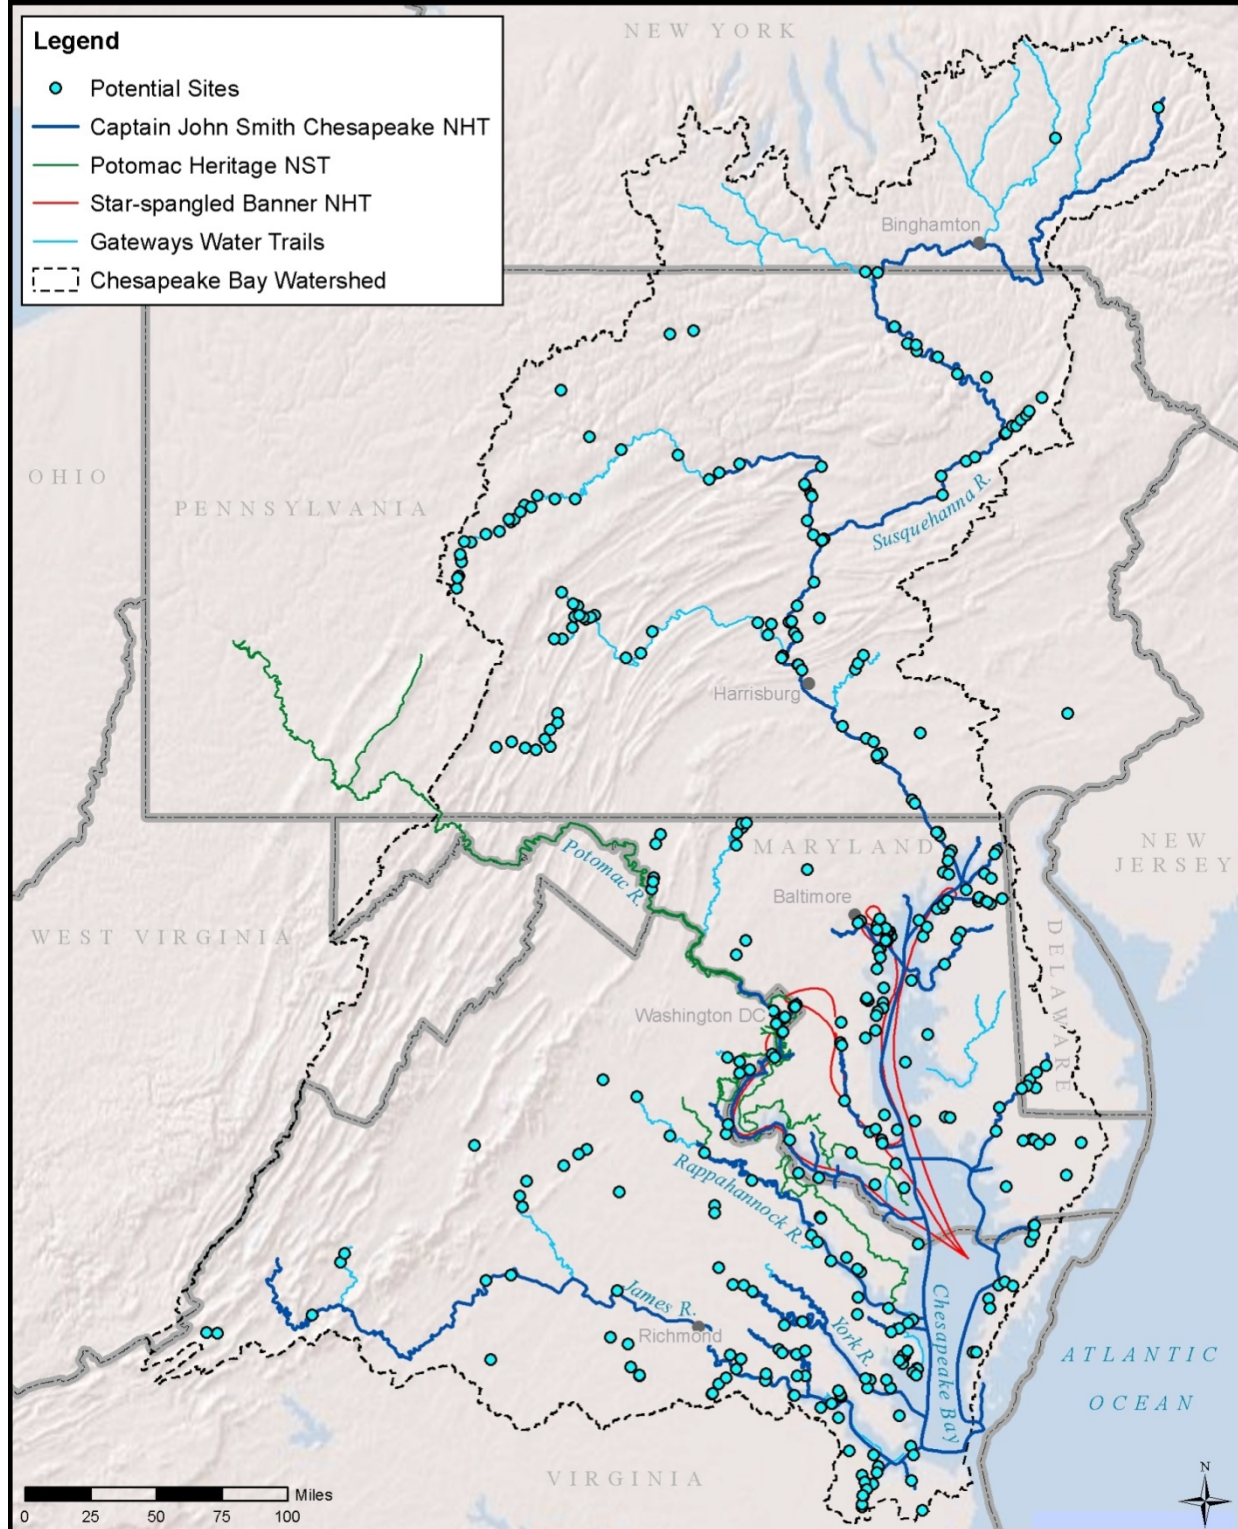 Legend
Potential Sites
Captain John Smith Chesapeake NHT
Potomac Heritage NST
Star-spangled Banner NHT
Gateways Water Trails
Chesapeake Bay Watershed
NEW YORK
Binghamton
OHIO
PENNSYLVANIA
Susquehanna R.
Harrisburg
MARYLAND
NEW
JERSEY
Potomac R.
Baltimore
WEST VIRGINIA
DELAWARE
Washington DC
Rappahannock R.
James R.
Richmond
York R.
Chesapeake Bay
ATLANTIC
OCEAN
VIRGINIA
N
Miles
0 25 50 75 100